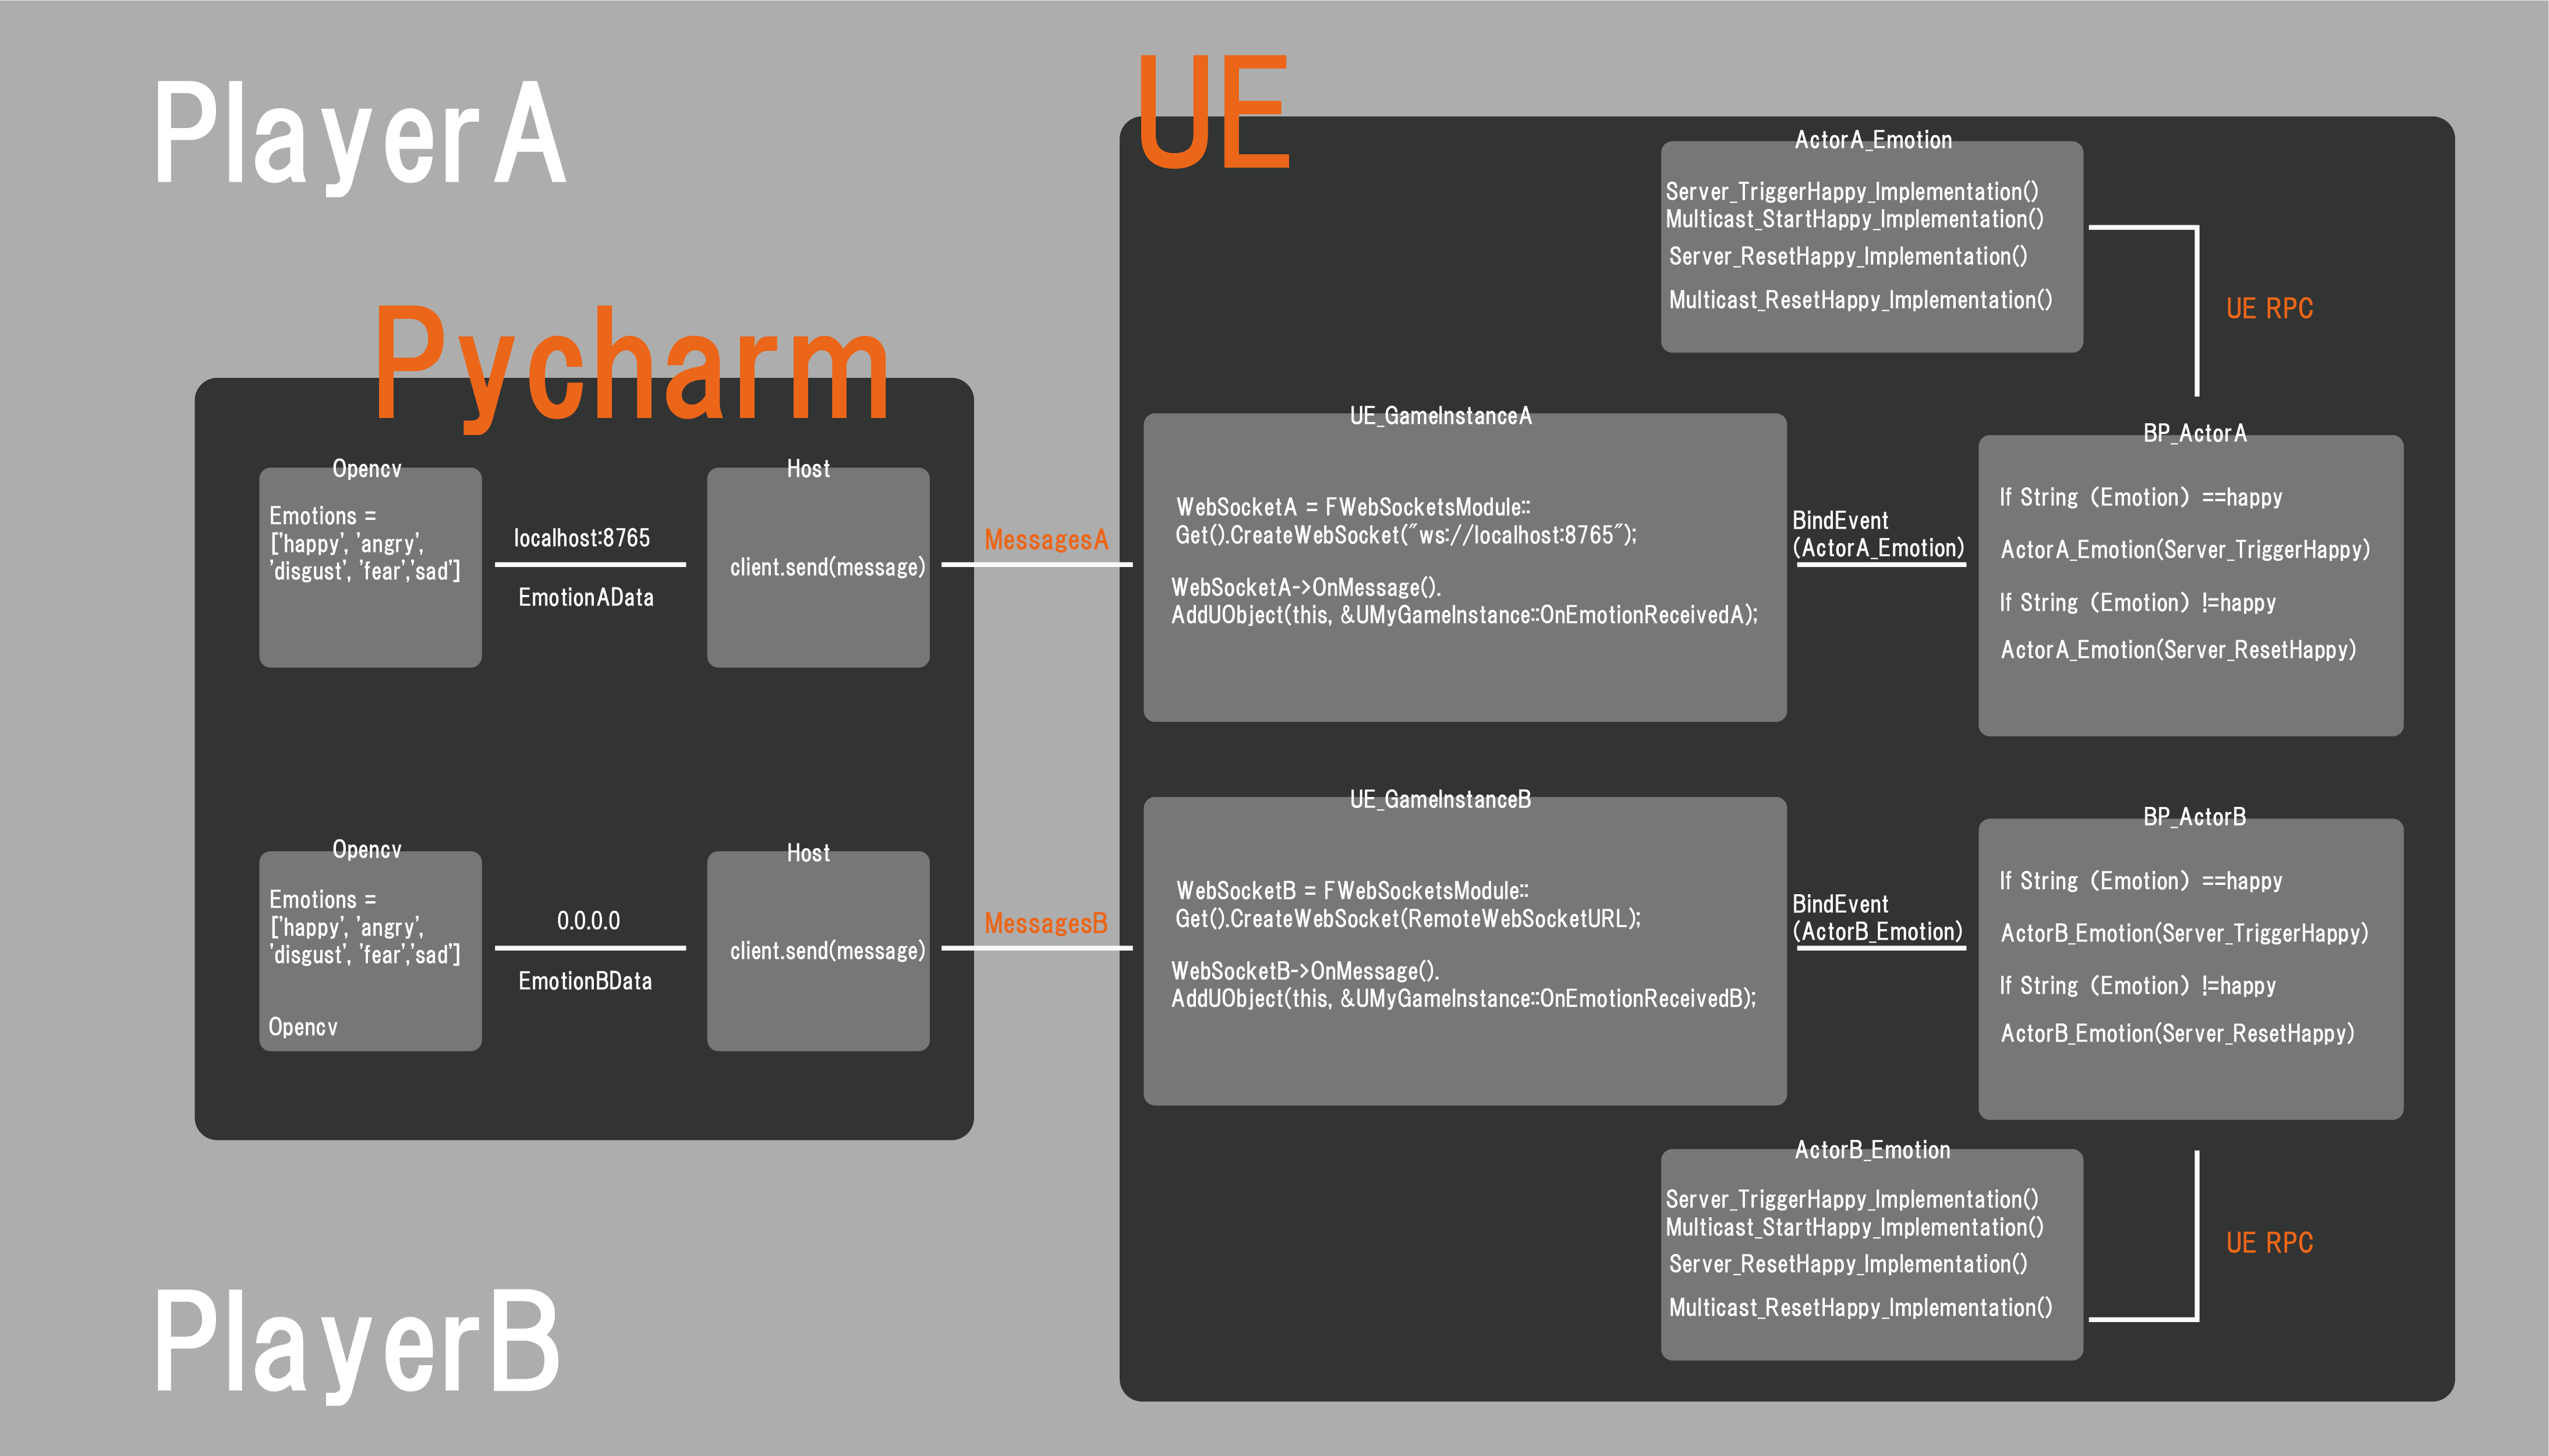 PlayerA
UE
Pycharm
Opencv
Emotions =
['happy', 'angry',
'disgust', 'fear','sad']
localhost:8765
EmotionAData
Host
client.send(message)
MessagesA
UE_GameInstanceA
WebSocketA = FWebSocketsModule::
Get().CreateWebSocket("ws://localhost:8765");
WebSocketA->OnMessage().
AddUObject(this, &UMyGameInstance::OnEmotionReceivedA);
BindEvent
(ActorA_Emotion)
ActorA_Emotion
Server_TriggerHappy_Implementation()
Multicast_StartHappy_Implementation()
Server_ResetHappy_Implementation()
Multicast_ResetHappy_Implementation()
UE RPC
BP_ActorA
If String (Emotion) ==happy
ActorA_Emotion(Server_TriggerHappy)
If String (Emotion) !=happy
ActorA_Emotion(Server_ResetHappy)
Opencv
Emotions =
['happy', 'angry',
'disgust', 'fear','sad']
Opencv
0.0.0.0
EmotionBData
Host
client.send(message)
MessagesB
UE_GameInstanceB
WebSocketB = FWebSocketsModule::
Get().CreateWebSocket(RemoteWebSocketURL);
WebSocketB->OnMessage().
AddUObject(this, &UMyGameInstance::OnEmotionReceivedB);
BindEvent
(ActorB_Emotion)
BP_ActorB
If String (Emotion) ==happy
ActorB_Emotion(Server_TriggerHappy)
If String (Emotion) !=happy
ActorB_Emotion(Server_ResetHappy)
ActorB_Emotion
Server_TriggerHappy_Implementation()
Multicast_StartHappy_Implementation()
Server_ResetHappy_Implementation()
Multicast_ResetHappy_Implementation()
UE RPC
PlayerB